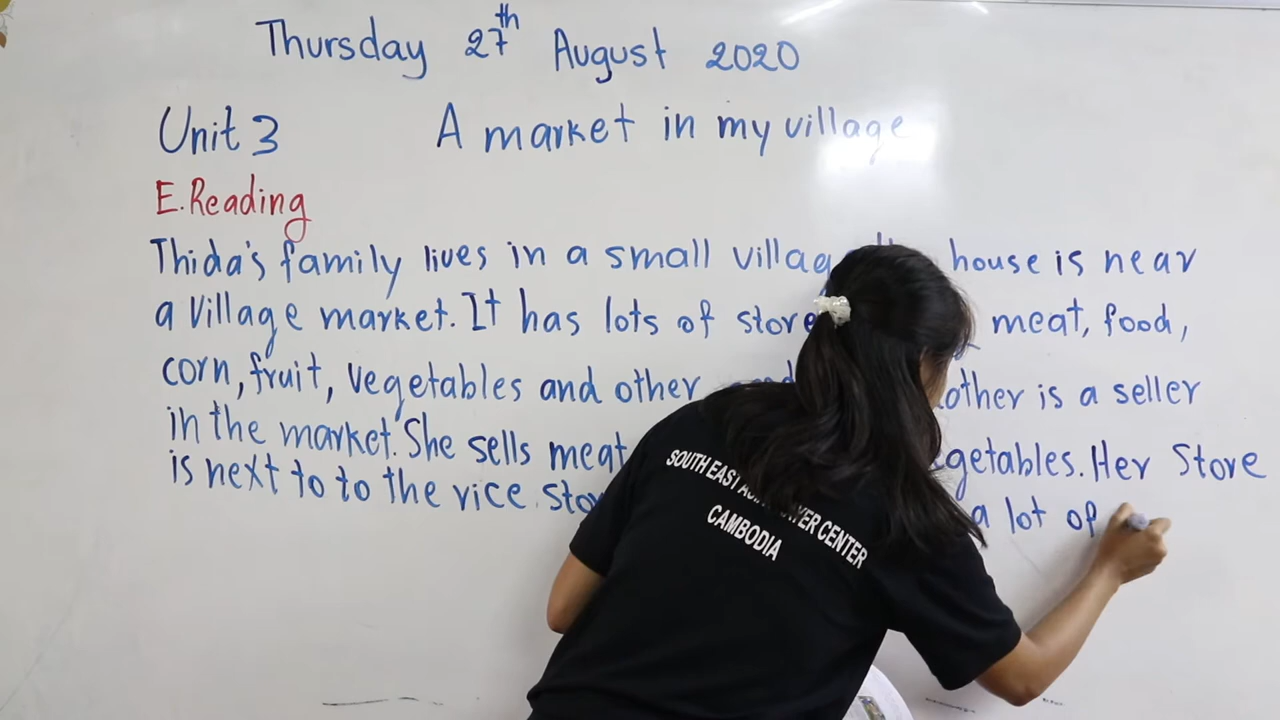 Thursday 27th August 2020
Unit 3 A market in my village
E. Reading
Thida's family lives in a small villag house is near
a village market. It has lots of store meat, food,
corn, fruit, vegetables and other other is a seller
in the market. She sells meat getables. Her Store
is next to to the rice sto a lot of
SOUTH EAST CENTER
CAMBODIA